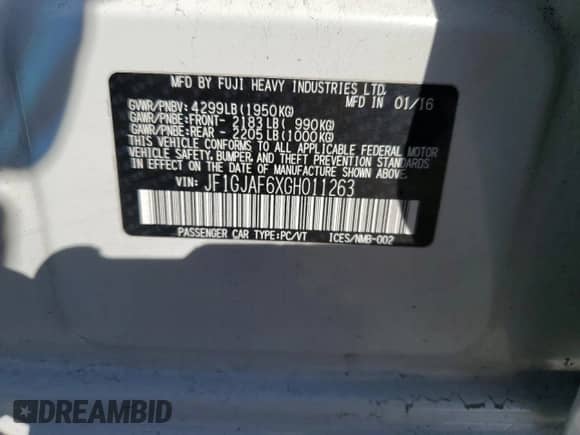 MFD BY FUJI HEAVY INDUSTRIES LTD.
MFD IN 01/16
GVWR/PNBV: 4299LB(1950KG)
GAWR/PNBE:FRONT- 2183LB( 990KG)
GAWR/PNBE:REAR - 2205LB(1000KG)
THIS VEHICLE CONFORMS TO ALL APPLICABLE FEDERAL MOTOR
VEHICLE SAFETY, BUMPER, AND THEFT PREVENTION STANDARDS
IN EFFECT ON THE DATE OF MANUFACTURE SHOWN ABOVE.
VIN: JF1GJAF6XGH011263
PASSENGER CAR TYPE:PC/VT ICES/NMB-002
DREAMBID